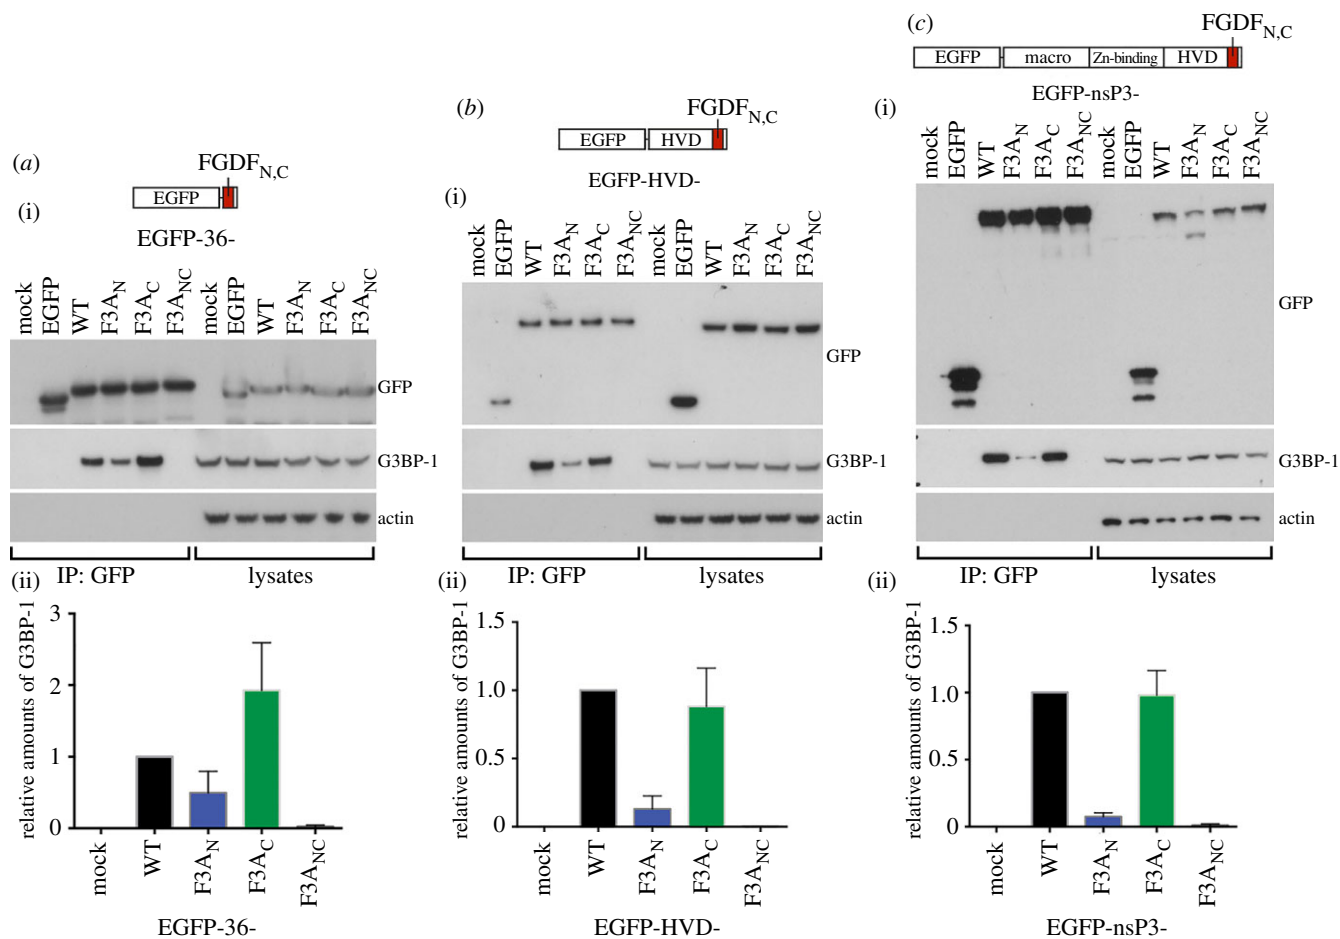 (a)
FGDF_N,C
EGFP
(i)
EGFP-36-
mock EGFP WT F3A_N F3A_C F3A_NC mock EGFP WT F3A_N F3A_C F3A_NC
GFP
G3BP-1
actin
IP: GFP lysates
(ii)
relative amounts of G3BP-1
3
2
1
0
mock WT F3A_N F3A_C F3A_NC
EGFP-36-
(b)
FGDF_N,C
EGFP HVD
EGFP-HVD-
(i)
mock EGFP WT F3A_N F3A_C F3A_NC mock EGFP WT F3A_N F3A_C F3A_NC
GFP
G3BP-1
actin
IP: GFP lysates
(ii)
relative amounts of G3BP-1
1.5
1.0
0.5
0
mock WT F3A_N F3A_C F3A_NC
EGFP-HVD-
(c)
FGDF_N,C
EGFP macro Zn-binding HVD
EGFP-nsP3-
(i)
mock EGFP WT F3A_N F3A_C F3A_NC mock EGFP WT F3A_N F3A_C F3A_NC
GFP
G3BP-1
actin
IP: GFP lysates
(ii)
relative amounts of G3BP-1
1.5
1.0
0.5
0
mock WT F3A_N F3A_C F3A_NC
EGFP-nsP3-